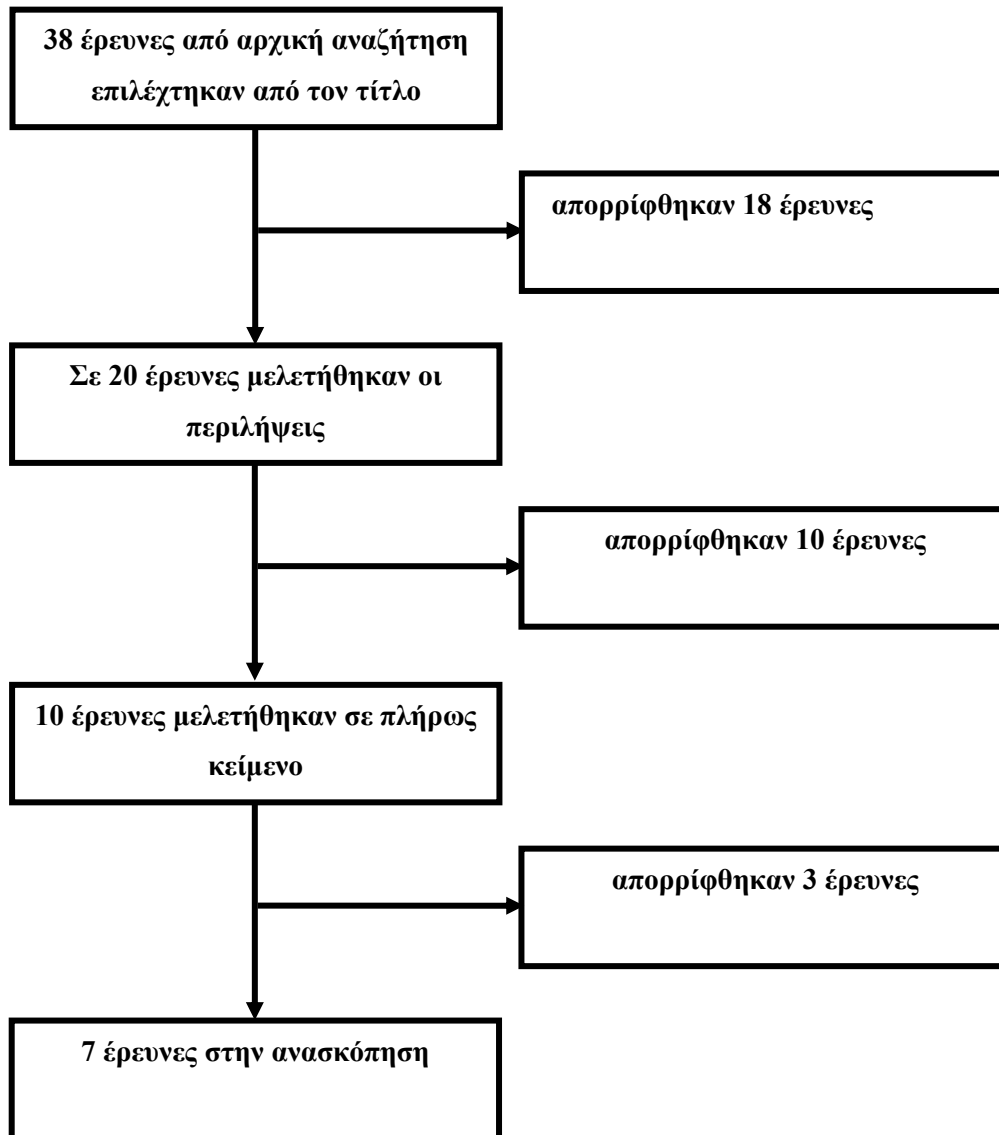 38 έρευνες από αρχική αναζήτηση
επιλέχτηκαν από τον τίτλο
απορρίφθηκαν 18 έρευνες
Σε 20 έρευνες μελετήθηκαν οι
περιλήψεις
απορρίφθηκαν 10 έρευνες
10 έρευνες μελετήθηκαν σε πλήρως
κείμενο
απορρίφθηκαν 3 έρευνες
7 έρευνες στην ανασκόπηση